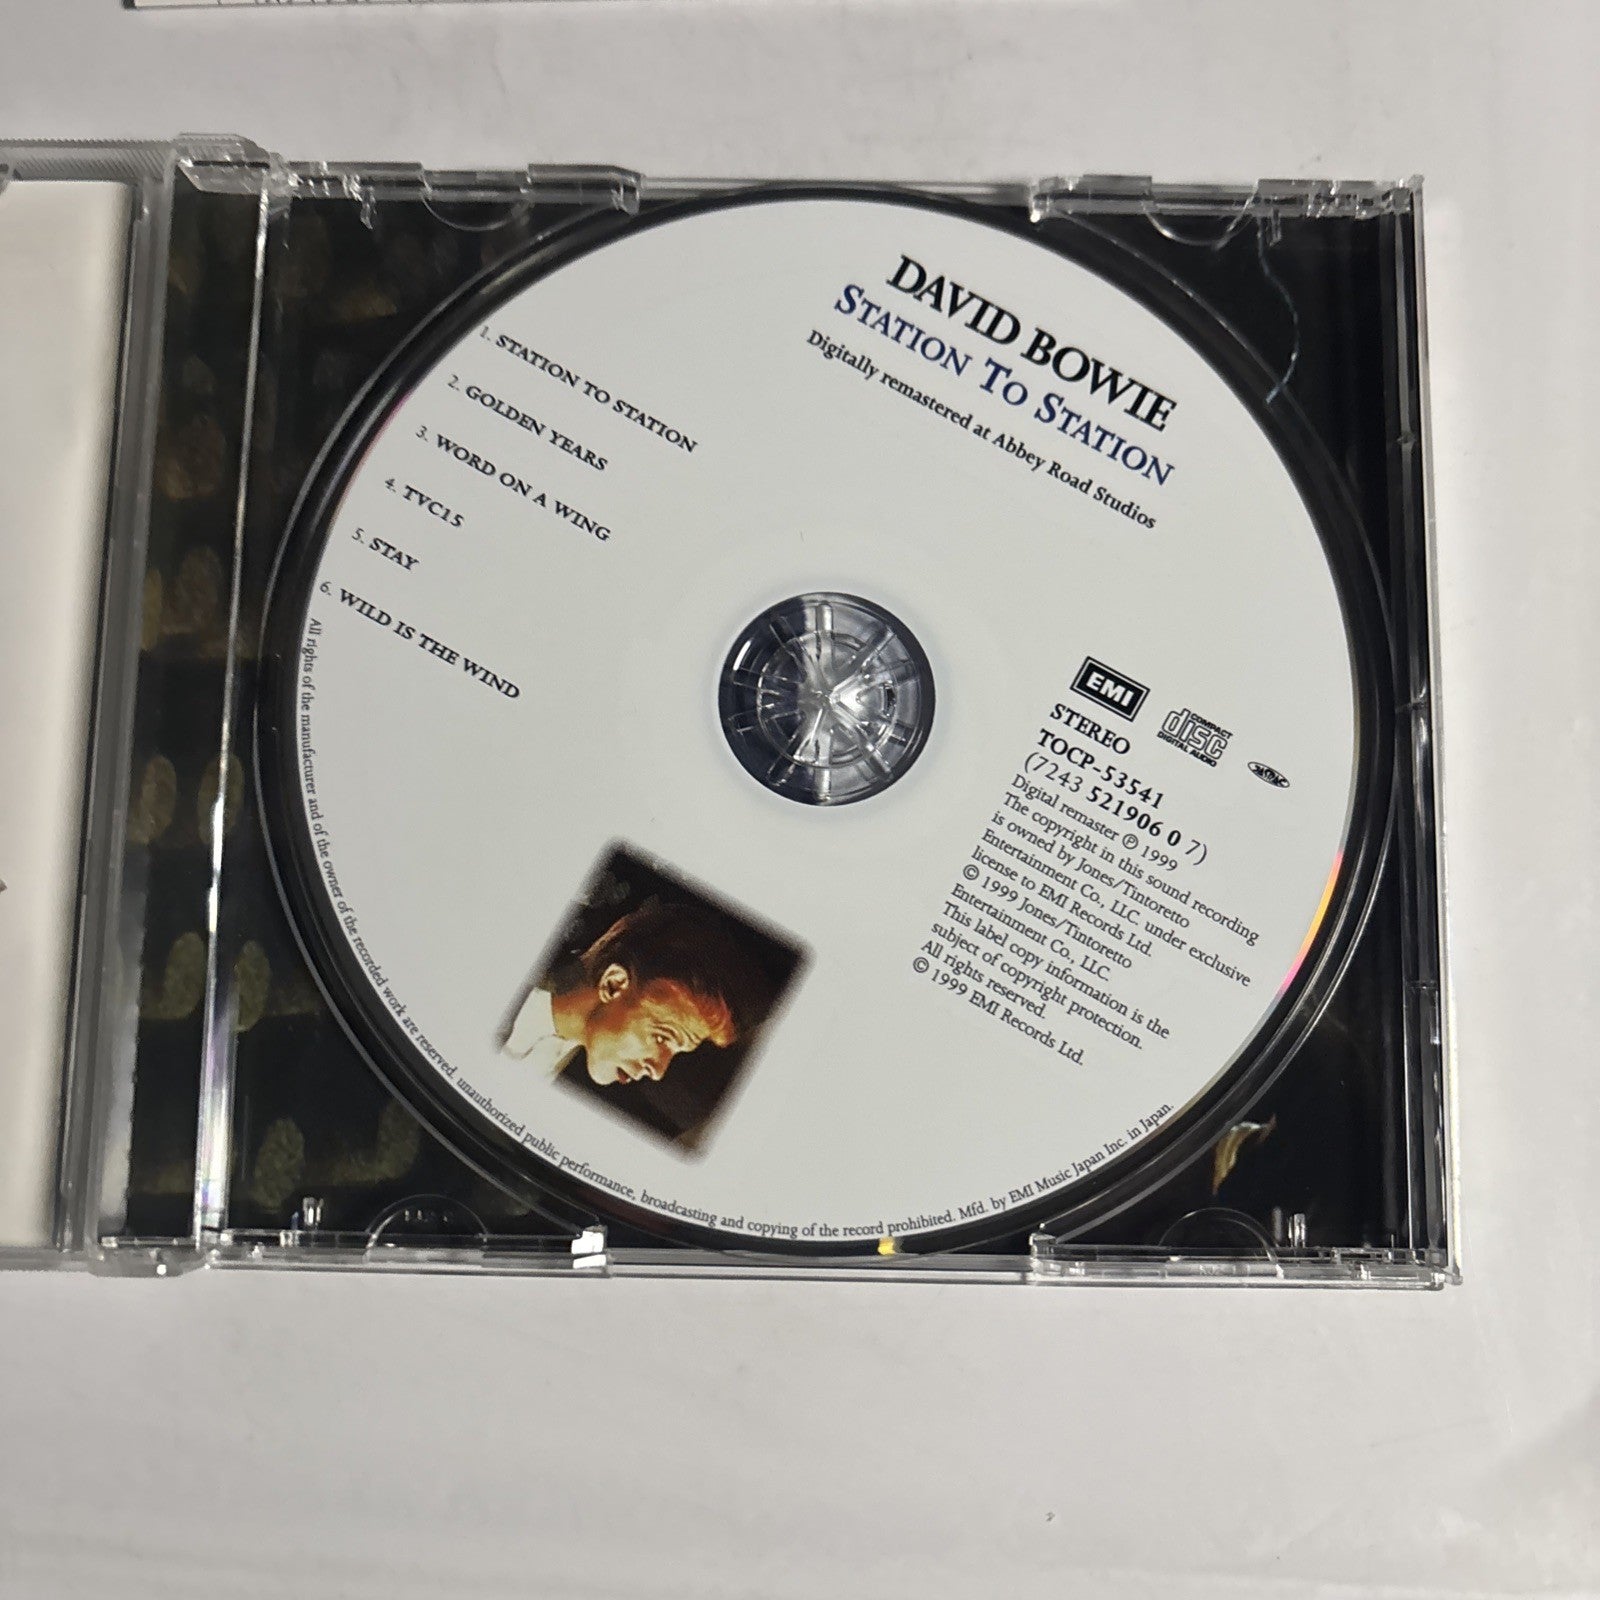 DAVID BOWIE
STATION TO STATION
Digitally remastered at Abbey Road Studios
1. STATION TO STATION
2. GOLDEN YEARS
3. WORD ON A WING
4. TVC15
5. STAY
6. WILD IS THE WIND
EMI
COMPACT
disc
DIGITAL AUDIO
STEREO
TOCP-53541
(7243 521906 0 7)
Digital remaster ℗ 1999
The copyright in this sound recording
is owned by Jones/Tintoretto
Entertainment Co., LLC. under exclusive
license to EMI Records Ltd.
© 1999 Jones/Tintoretto
Entertainment Co., LLC.
This label copy information is the
subject of copyright protection.
All rights reserved.
© 1999 EMI Records Ltd.
All rights of the manufacturer and of the owner of the recorded work are reserved. unauthorized public performance, broadcasting and copying of the record prohibited. Mfd. by EMI Music Japan Inc. in Japan.